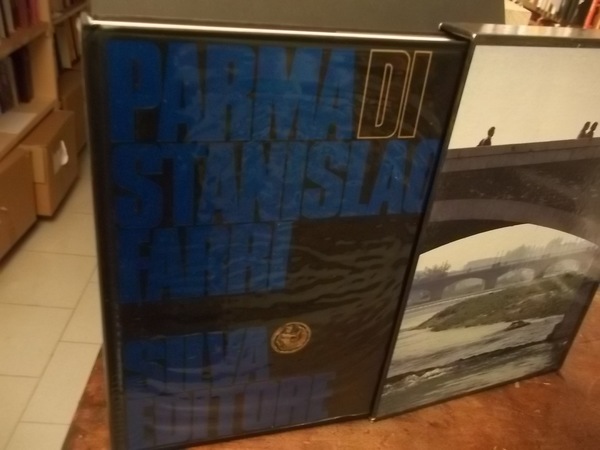 PARMA DI
STANISLAO
FARRI
SILVA
EDITORE